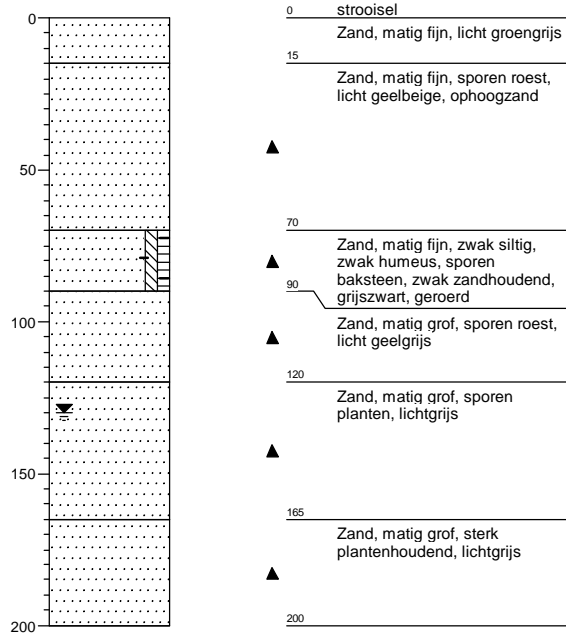 0
50
100
150
200
0
strooisel
Zand, matig fijn, licht groengrijs
15
Zand, matig fijn, sporen roest,
licht geelbeige, ophoogzand
70
Zand, matig fijn, zwak siltig,
zwak humeus, sporen
baksteen, zwak zandhoudend,
grijszwart, geroerd
90
Zand, matig grof, sporen roest,
licht geelgrijs
120
Zand, matig grof, sporen
planten, lichtgrijs
165
Zand, matig grof, sterk
plantenhoudend, lichtgrijs
200